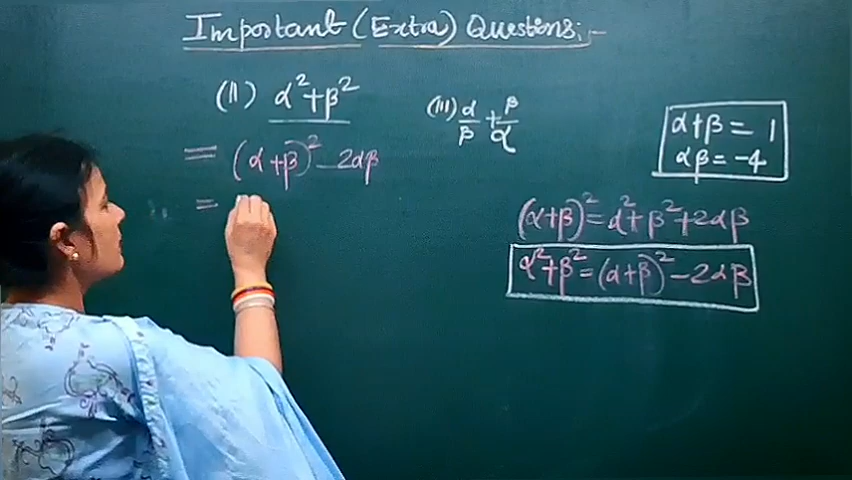 Important (Extra) Questions:-
(II) α²+β²
= (α+β)² - 2αβ
=
(III) α/β + β/α
α+β = 1
αβ = -4
(α+β)² = α²+β²+2αβ
α²+β² = (α+β)² - 2αβ